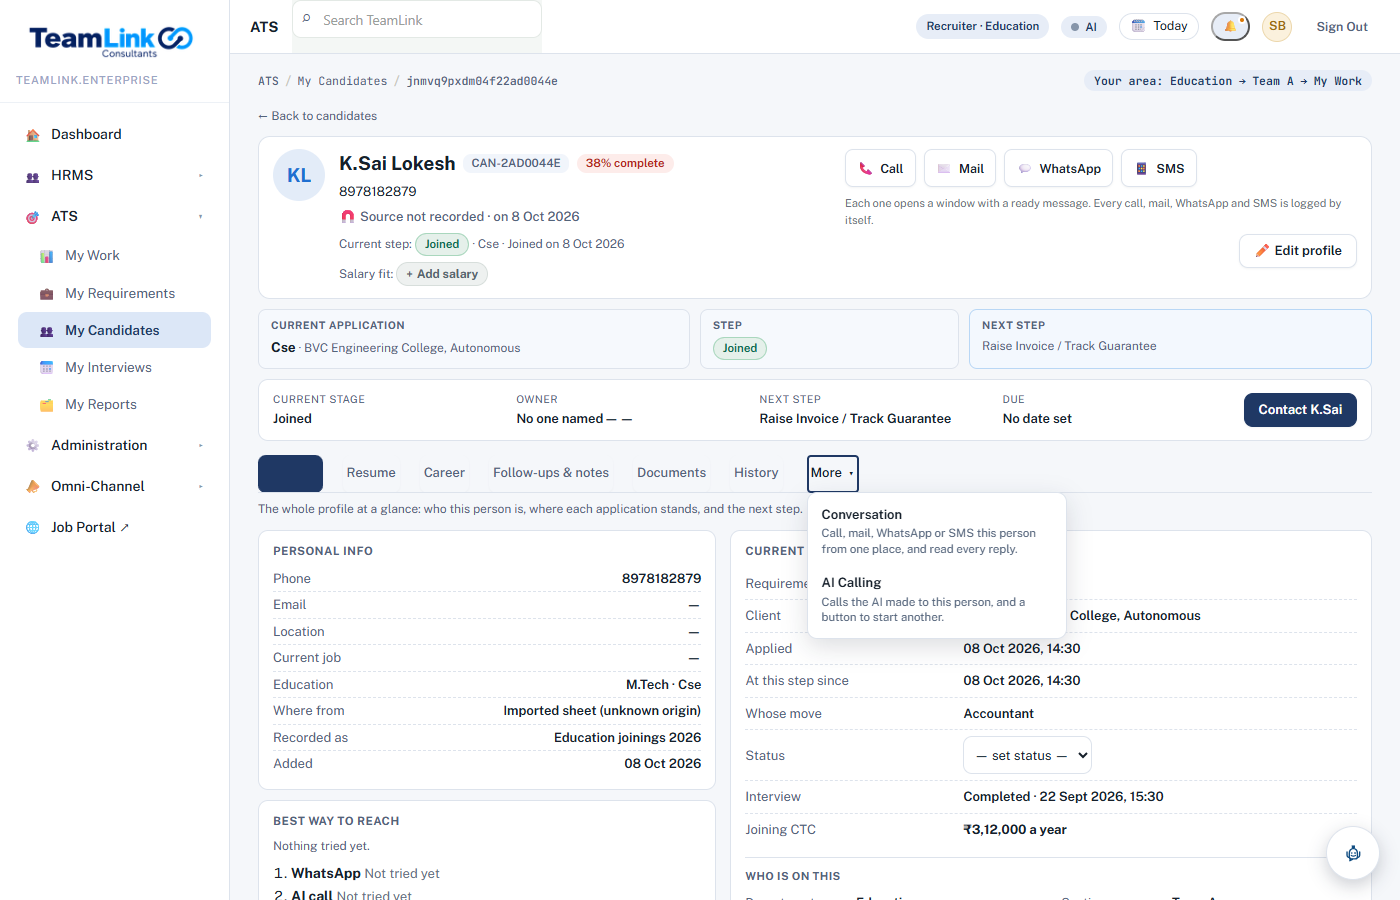 TeamLink
Consultants
TEAMLINK.ENTERPRISE
Dashboard
HRMS
ATS
My Work
My Requirements
My Candidates
My Interviews
My Reports
Administration
Omni-Channel
Job Portal ↗
ATS
Search TeamLink
Recruiter · Education
AI
Today
SB
Sign Out
ATS / My Candidates / jnmvq9pxdm04f22ad0044e
Your area: Education → Team A → My Work
← Back to candidates
KL
K.Sai Lokesh CAN-2AD0044E 38% complete
8978182879
Source not recorded · on 8 Oct 2026
Current step: Joined · Cse · Joined on 8 Oct 2026
Salary fit: + Add salary
Call
Mail
WhatsApp
SMS
Each one opens a window with a ready message. Every call, mail, WhatsApp and SMS is logged by
itself.
Edit profile
CURRENT APPLICATION
Cse · BVC Engineering College, Autonomous
STEP
Joined
NEXT STEP
Raise Invoice / Track Guarantee
CURRENT STAGE
Joined
OWNER
No one named — —
NEXT STEP
Raise Invoice / Track Guarantee
DUE
No date set
Contact K.Sai
Resume
Career
Follow-ups & notes
Documents
History
More
The whole profile at a glance: who this person is, where each application stands, and the next step.
Conversation
Call, mail, WhatsApp or SMS this person
from one place, and read every reply.
AI Calling
Calls the AI made to this person, and a
button to start another.
PERSONAL INFO
Phone 8978182879
Email —
Location —
Current job —
Education M.Tech · Cse
Where from Imported sheet (unknown origin)
Recorded as Education joinings 2026
Added 08 Oct 2026
BEST WAY TO REACH
Nothing tried yet.
1. WhatsApp Not tried yet
2. AI call Not tried yet
CURRENT
Requireme
Client College, Autonomous
Applied 08 Oct 2026, 14:30
At this step since 08 Oct 2026, 14:30
Whose move Accountant
Status — set status —
Interview Completed · 22 Sept 2026, 15:30
Joining CTC ₹3,12,000 a year
WHO IS ON THIS